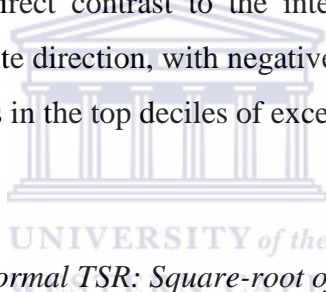 irect contrast to the inte
te direction, with negative
s in the top deciles of exce
UNIVERSITY of the
ormal TSR: Square-root o